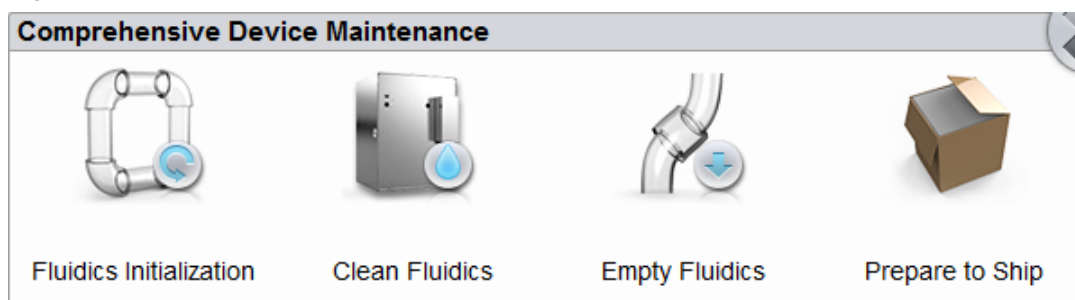 Comprehensive Device Maintenance
Fluidics Initialization Clean Fluidics Empty Fluidics Prepare to Ship